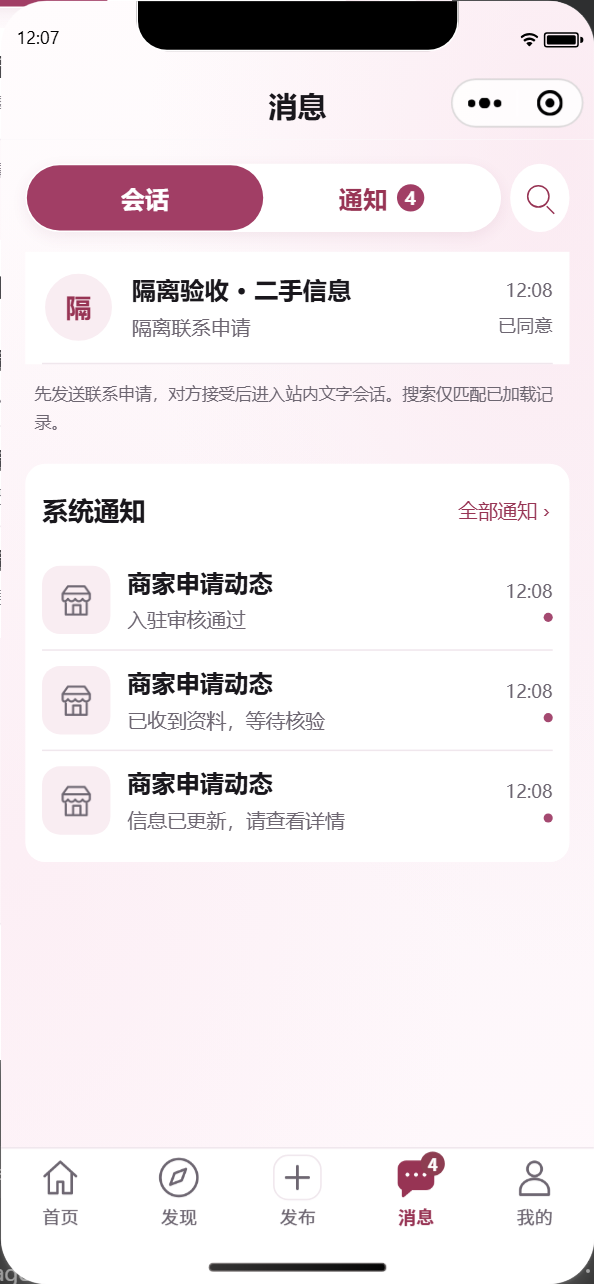 12:07
消息
会话
通知 4
隔
隔离验收·二手信息
12:08
隔离联系申请
已同意
先发送联系申请，对方接受后进入站内文字会话。搜索仅匹配已加载记
录。
系统通知
全部通知 ›
商家申请动态
12:08
入驻审核通过
商家申请动态
12:08
已收到资料，等待核验
商家申请动态
12:08
信息已更新，请查看详情
4
首页
发现
发布
消息
我的